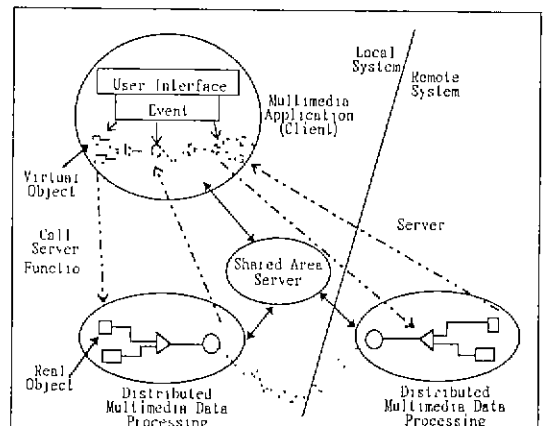 Local
System
Remote
System
User Interface
Event
Multimedia
Application
(Client)
Virtual
Object
Call
Server
Functio
Server
Shared Area
Server
Real
Object
Distributed
Multimedia Data
Processing
Distributed
Multimedia Data
Processing